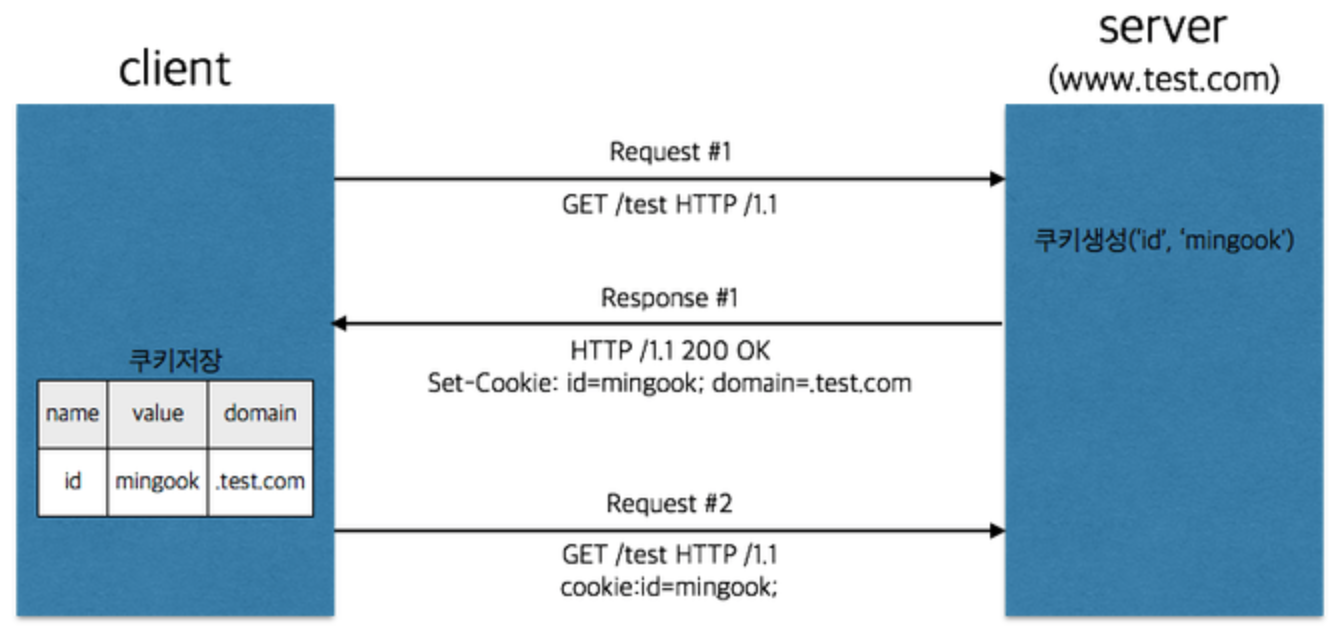 client
server
(www.test.com)
Request #1
GET /test HTTP /1.1
쿠키생성('id', 'mingook')
Response #1
HTTP /1.1 200 OK
Set-Cookie: id=mingook; domain=.test.com
쿠키저장
name value domain
id mingook .test.com
Request #2
GET /test HTTP /1.1
cookie:id=mingook;